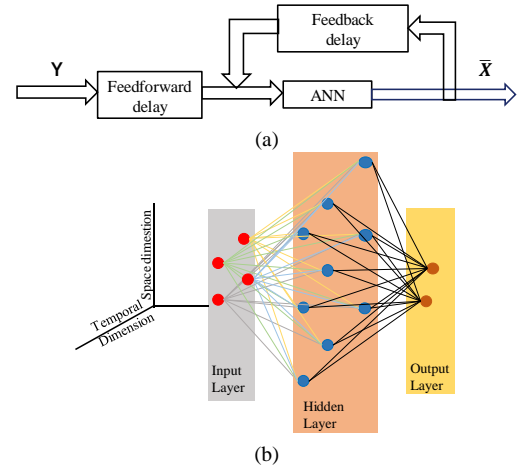 Feedback
delay
Y
X̄
Feedforward
delay
ANN
(a)
Space dimestion
Temporal
Dimension
Input
Layer
Hidden
Layer
Output
Layer
(b)